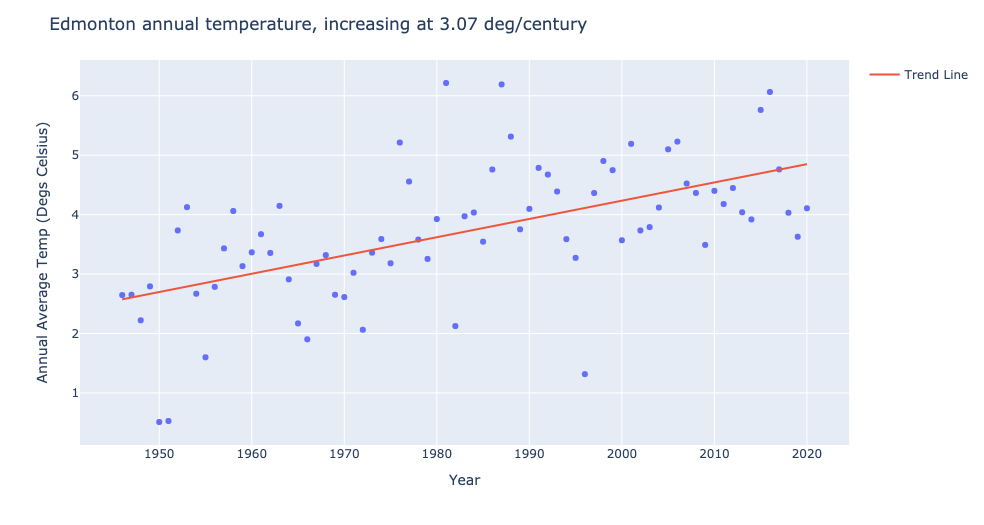 Edmonton annual temperature, increasing at 3.07 deg/century
Trend Line
Annual Average Temp (Degs Celsius)
6
5
4
3
2
1
1950 1960 1970 1980 1990 2000 2010 2020
Year